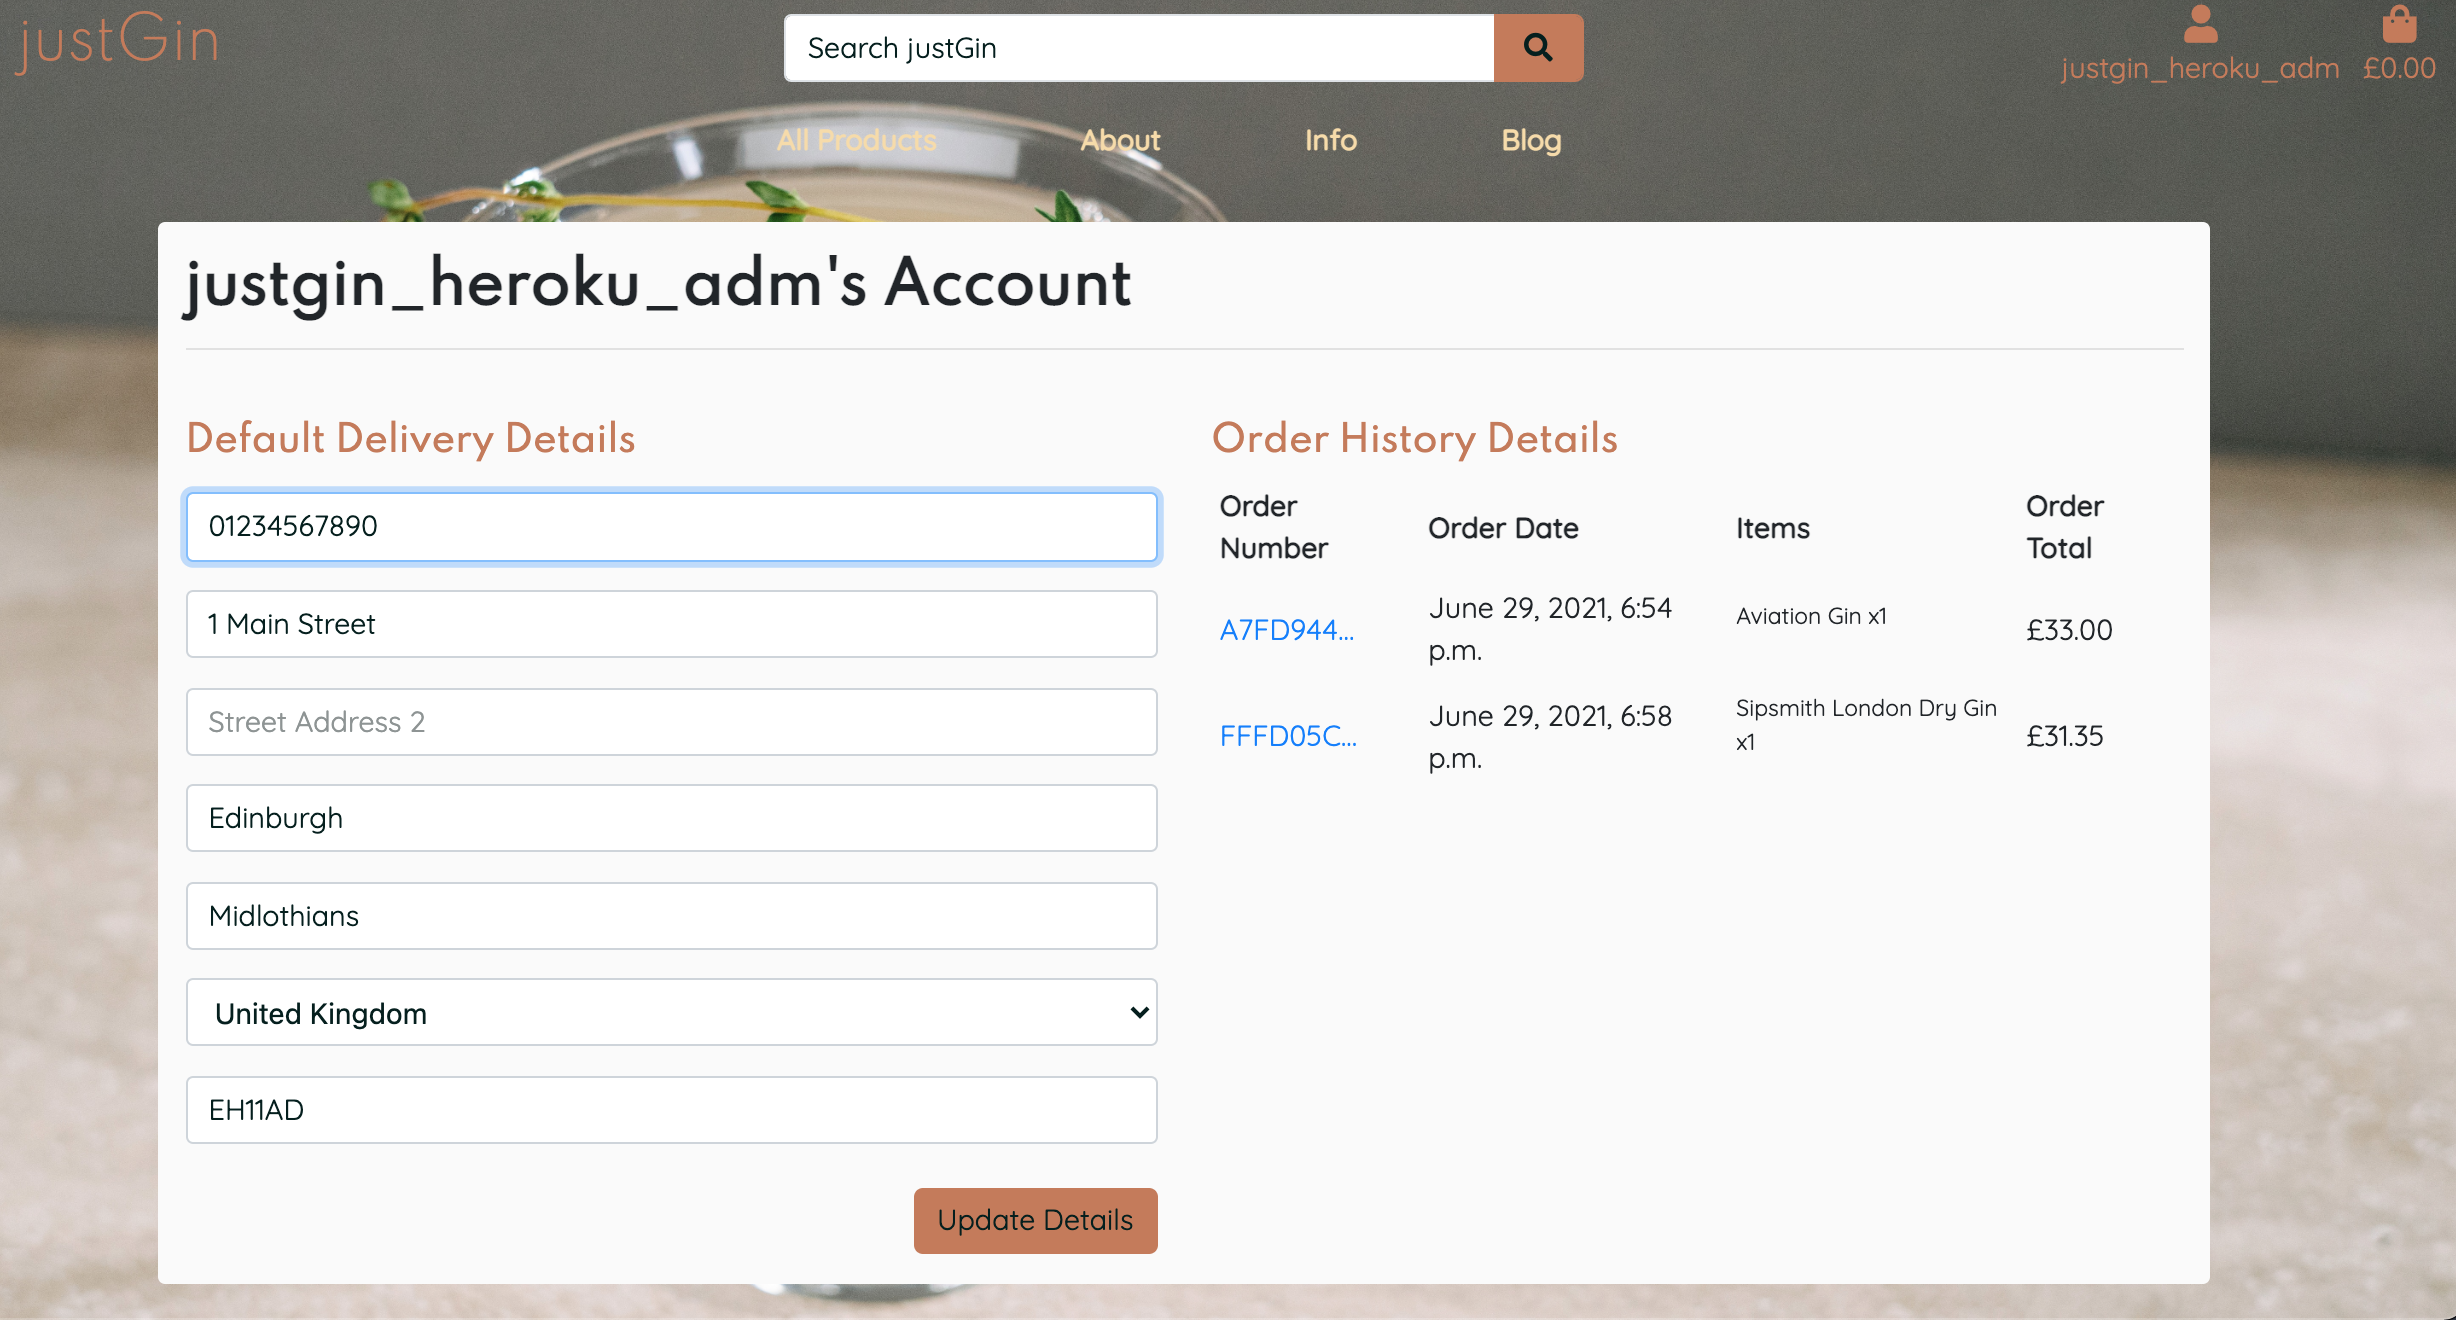 justGin
Search justGin
justgin_heroku_adm
£0.00
All Products
About
Info
Blog
justgin_heroku_adm's Account
Default Delivery Details
01234567890
1 Main Street
Street Address 2
Edinburgh
Midlothians
United Kingdom
EH11AD
Update Details
Order History Details
Order Number
Order Date
Items
Order Total
A7FD944...
June 29, 2021, 6:54
p.m.
Aviation Gin x1
£33.00
FFFD05C...
June 29, 2021, 6:58
p.m.
Sipsmith London Dry Gin
x1
£31.35